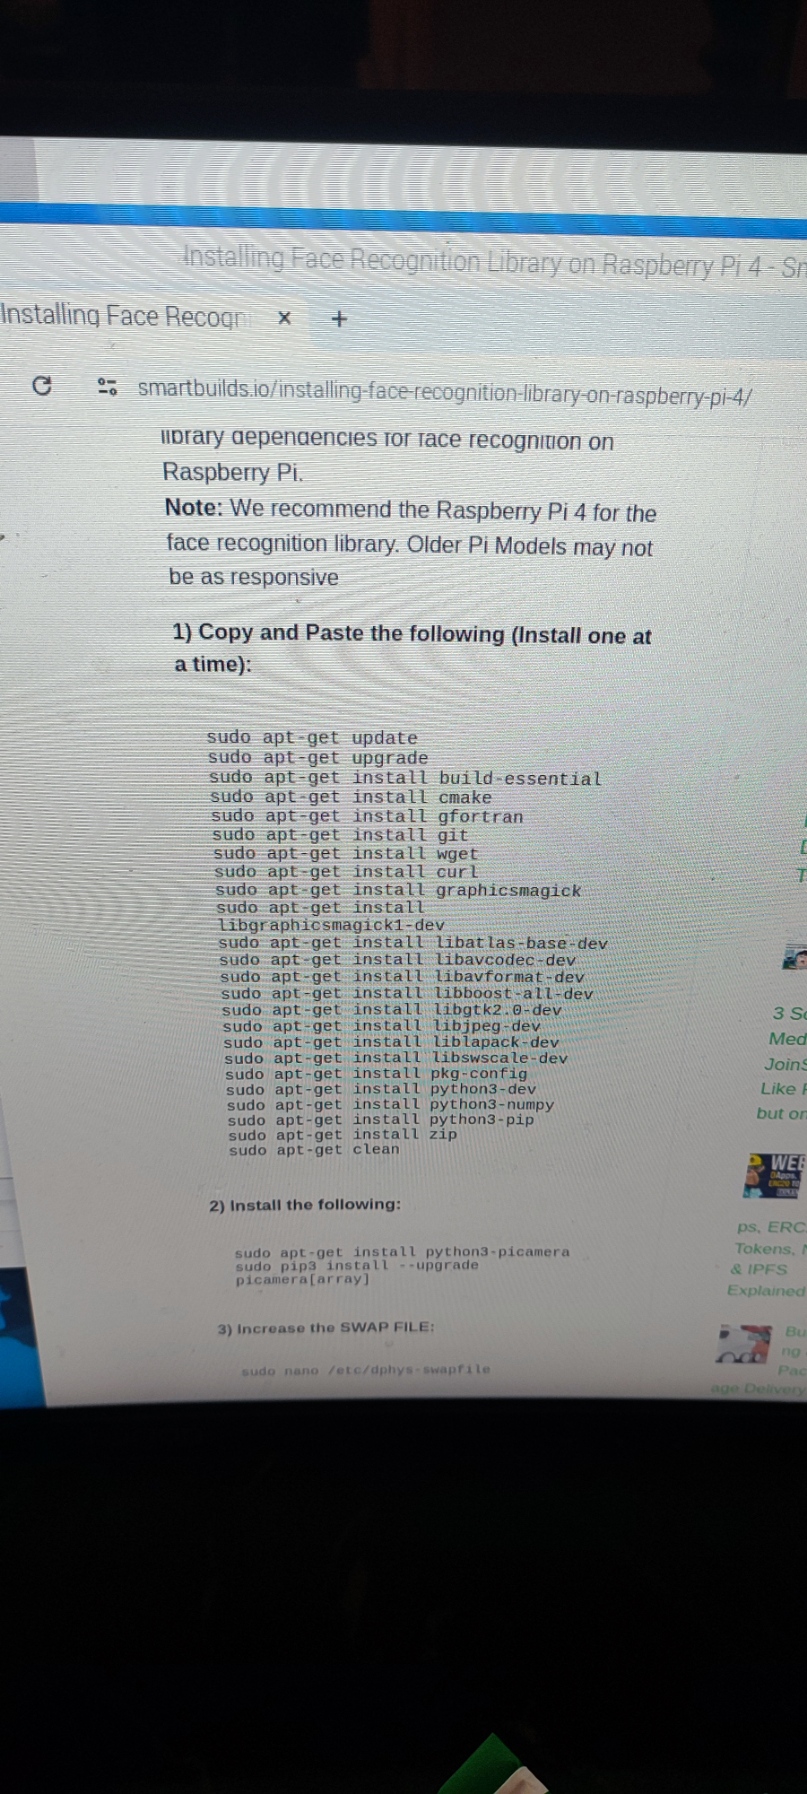 Installing Face Recognition Library on Raspberry Pi 4 - Sm
Installing Face Recogn × +
smartbuilds.io/installing-face-recognition-library-on-raspberry-pi-4/
library dependencies for face recognition on
Raspberry Pi.
Note: We recommend the Raspberry Pi 4 for the
face recognition library. Older Pi Models may not
be as responsive
1) Copy and Paste the following (Install one at
a time):
sudo apt-get update
sudo apt-get upgrade
sudo apt-get install build-essential
sudo apt-get install cmake
sudo apt-get install gfortran
sudo apt-get install git
sudo apt-get install wget
sudo apt-get install curl
sudo apt-get install graphicsmagick
sudo apt-get install
libgraphicsmagick1-dev
sudo apt-get install libatlas-base-dev
sudo apt-get install libavcodec-dev
sudo apt-get install libavformat-dev
sudo apt-get install libboost-all-dev
sudo apt-get install libgtk2.0-dev
sudo apt-get install libjpeg-dev
sudo apt-get install liblapack-dev
sudo apt-get install libswscale-dev
sudo apt-get install pkg-config
sudo apt-get install python3-dev
sudo apt-get install python3-numpy
sudo apt-get install python3-pip
sudo apt-get install zip
sudo apt-get clean
2) Install the following:
sudo apt-get install python3-picamera
sudo pip3 install --upgrade
picamera[array]
3) Increase the SWAP FILE:
sudo nano /etc/dphys-swapfile
3 So
Med
JoinS
Like F
but on
WEB
ps, ERC
Tokens, N
& IPFS
Explained
Bu
ng
Pac
age Delivery